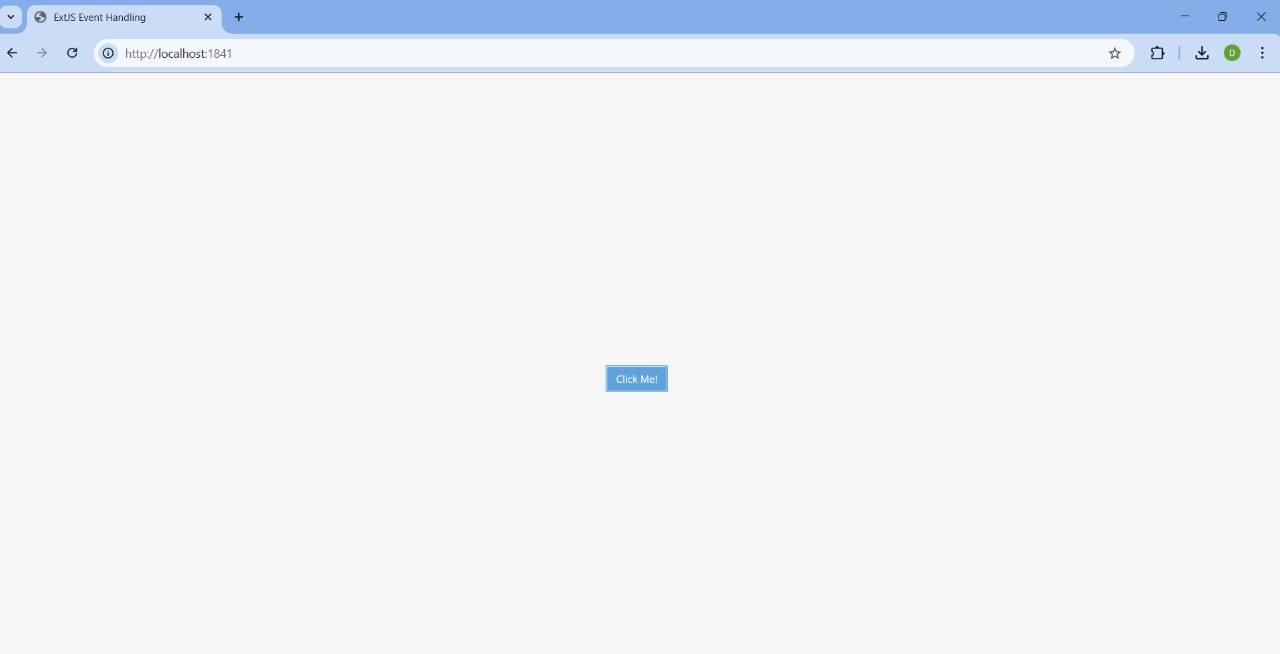 ExtJS Event Handling
http://localhost:1841
D
Click Me!